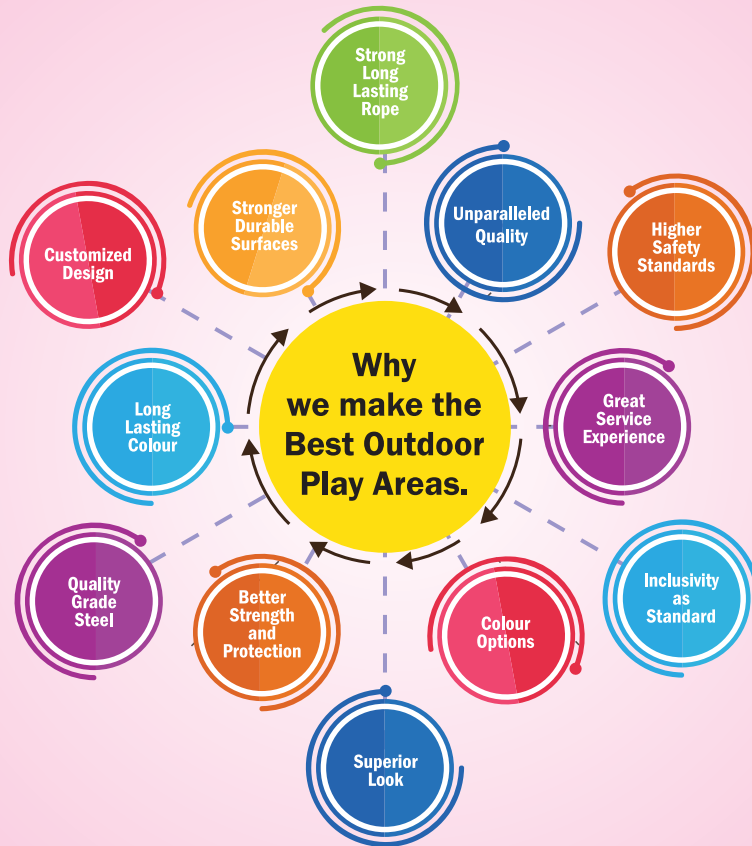 Strong
Long
Lasting
Rope
Stronger
Durable
Surfaces
Unparalleled
Quality
Customized
Design
Higher
Safety
Standards
Why
we make the
Best Outdoor
Play Areas.
Long
Lasting
Colour
Great
Service
Experience
Quality
Grade
Steel
Better
Strength
and
Protection
Colour
Options
Inclusivity
as
Standard
Superior
Look